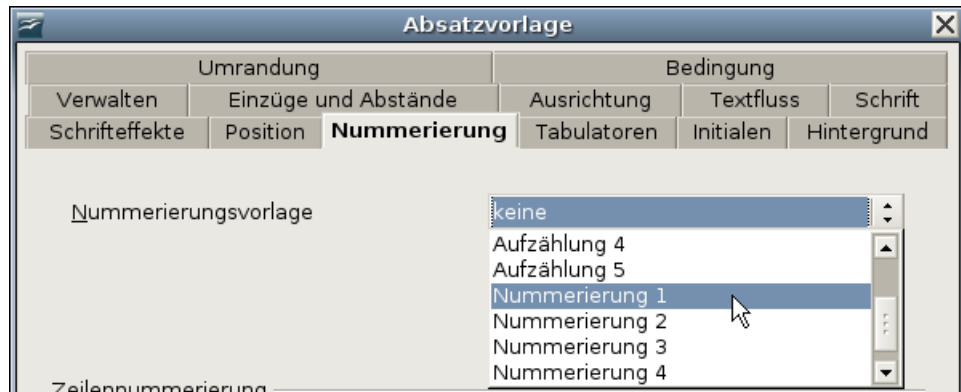 Absatzvorlage
Umrandung Bedingung
Verwalten Einzüge und Abstände Ausrichtung Textfluss Schrift
Schrifteffekte Position Nummerierung Tabulatoren Initialen Hintergrund
Nummerierungsvorlage keine
Aufzählung 4
Aufzählung 5
Nummerierung 1
Nummerierung 2
Nummerierung 3
Nummerierung 4
Zeilennummerierung